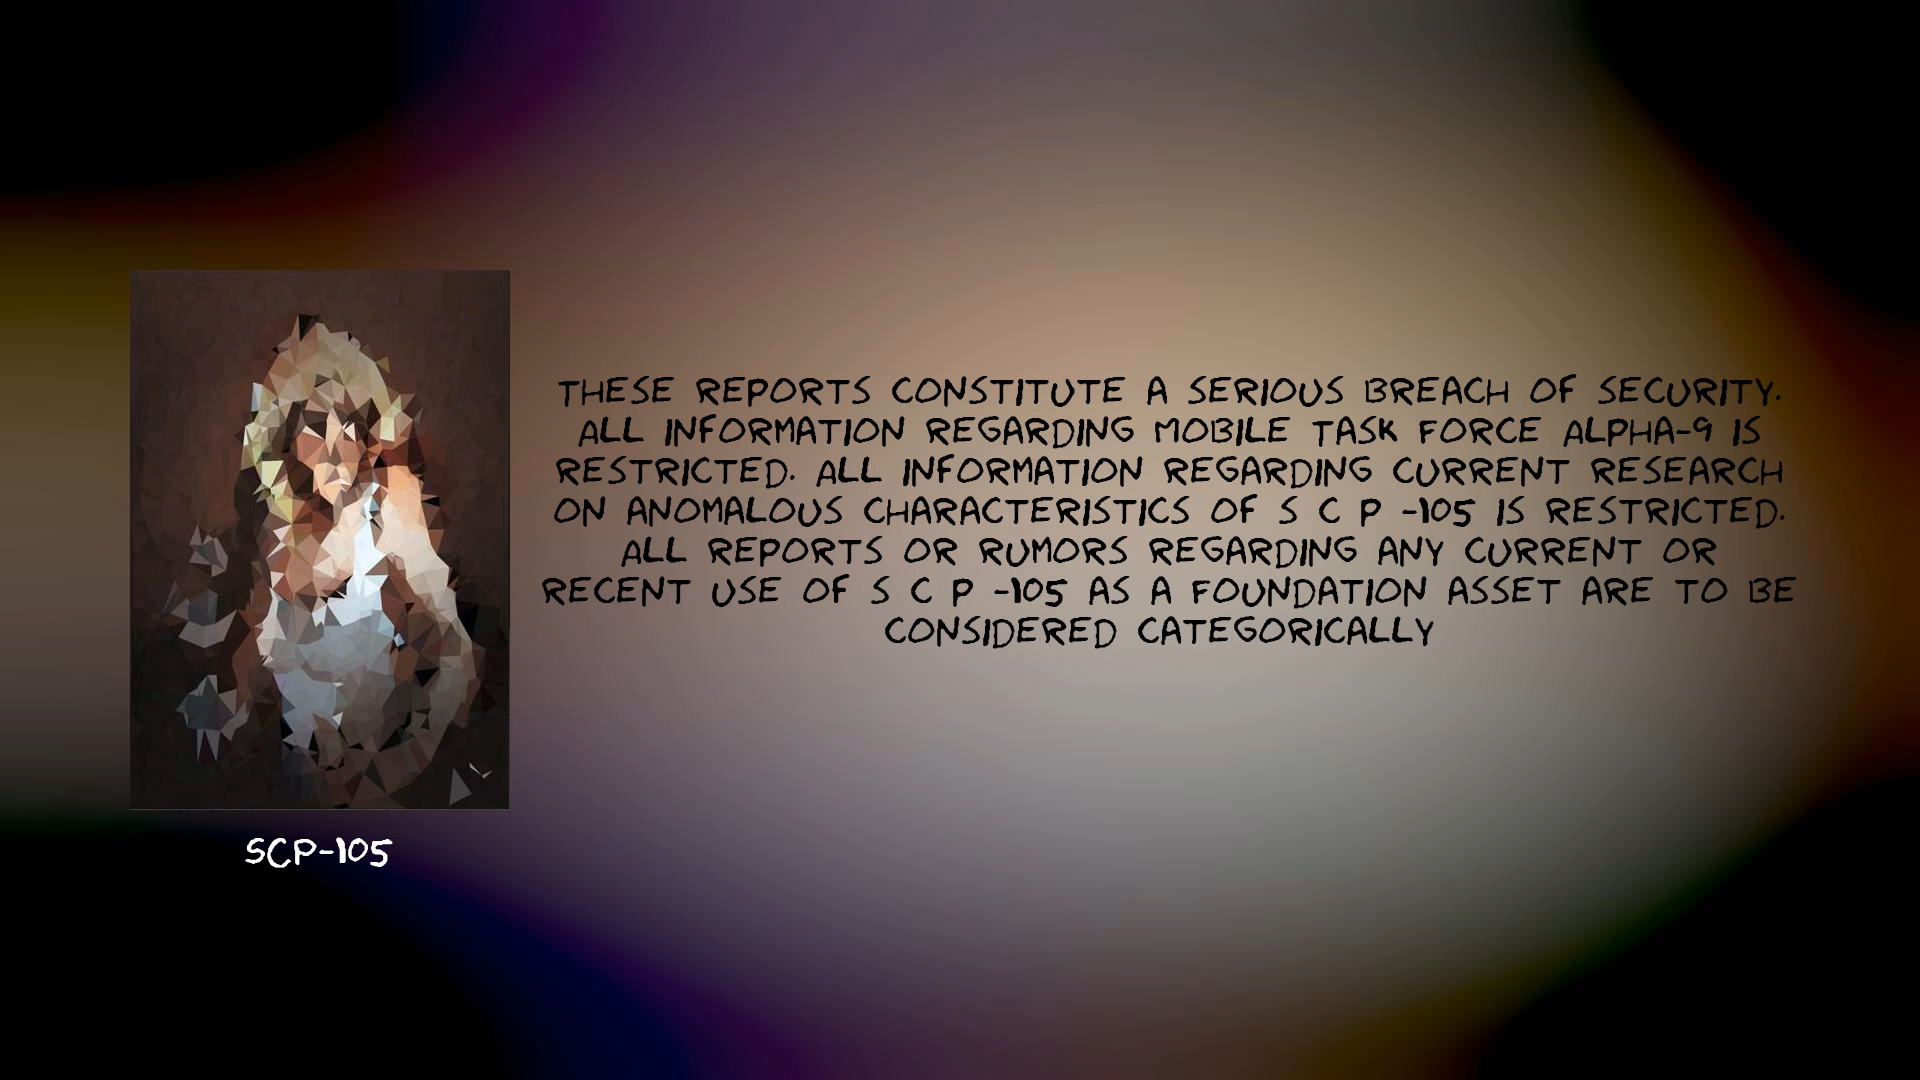 THESE REPORTS CONSTITUTE A SERIOUS BREACH OF SECURITY.
ALL INFORMATION REGARDING MOBILE TASK FORCE ALPHA-9 IS
RESTRICTED. ALL INFORMATION REGARDING CURRENT RESEARCH
ON ANOMALOUS CHARACTERISTICS OF S C P -105 IS RESTRICTED.
ALL REPORTS OR RUMORS REGARDING ANY CURRENT OR
RECENT USE OF S C P -105 AS A FOUNDATION ASSET ARE TO BE
CONSIDERED CATEGORICALLY
SCP-105